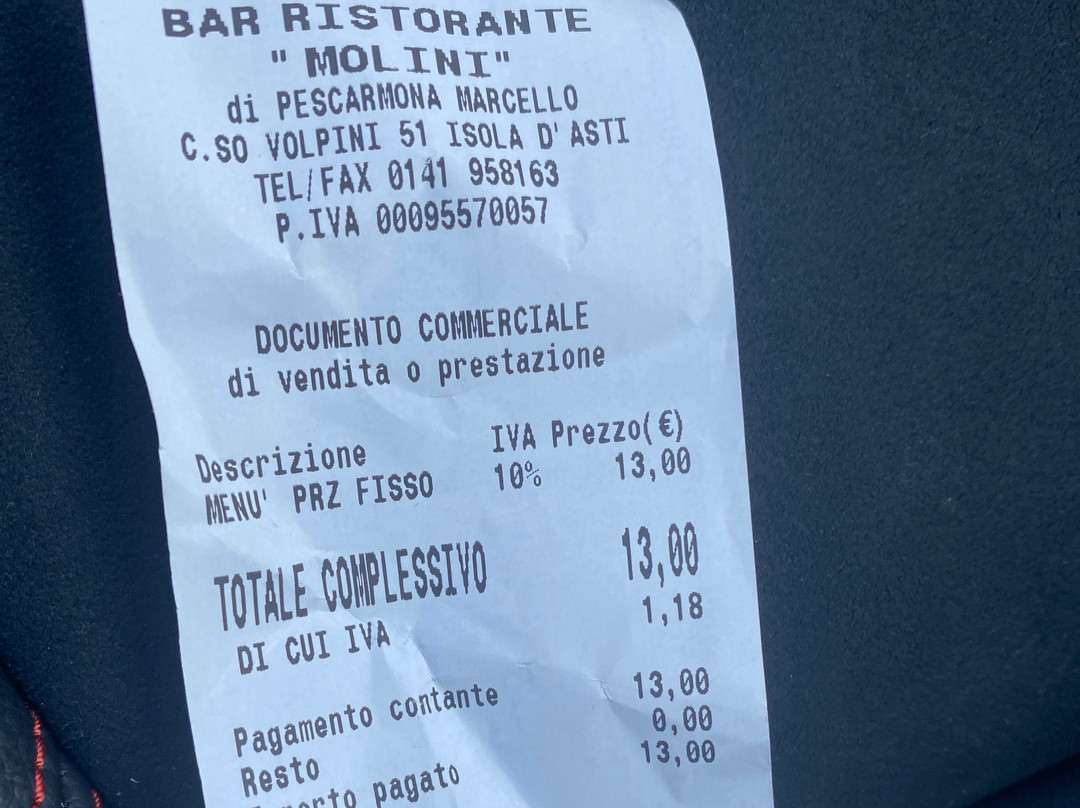 BAR RISTORANTE
" MOLINI"
di PESCARMONA MARCELLO
C.SO VOLPINI 51 ISOLA D'ASTI
TEL/FAX 0141 958163
P.IVA 00095570057
DOCUMENTO COMMERCIALE
di vendita o prestazione
Descrizione IVA Prezzo(€)
MENU' PRZ FISSO 10% 13,00
TOTALE COMPLESSIVO 13,00
DI CUI IVA 1,18
Pagamento contante 13,00
Resto 0,00
pagato 13,00